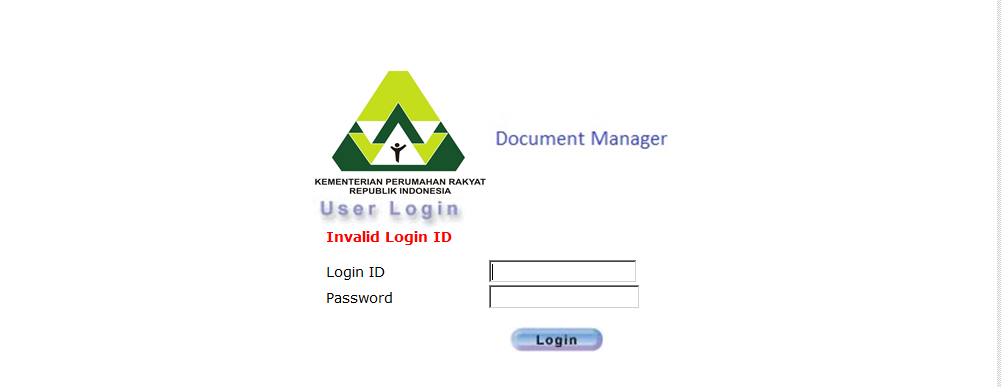 Document Manager
KEMENTERIAN PERUMAHAN RAKYAT
REPUBLIK INDONESIA
User Login
Invalid Login ID
Login ID
Password
Login